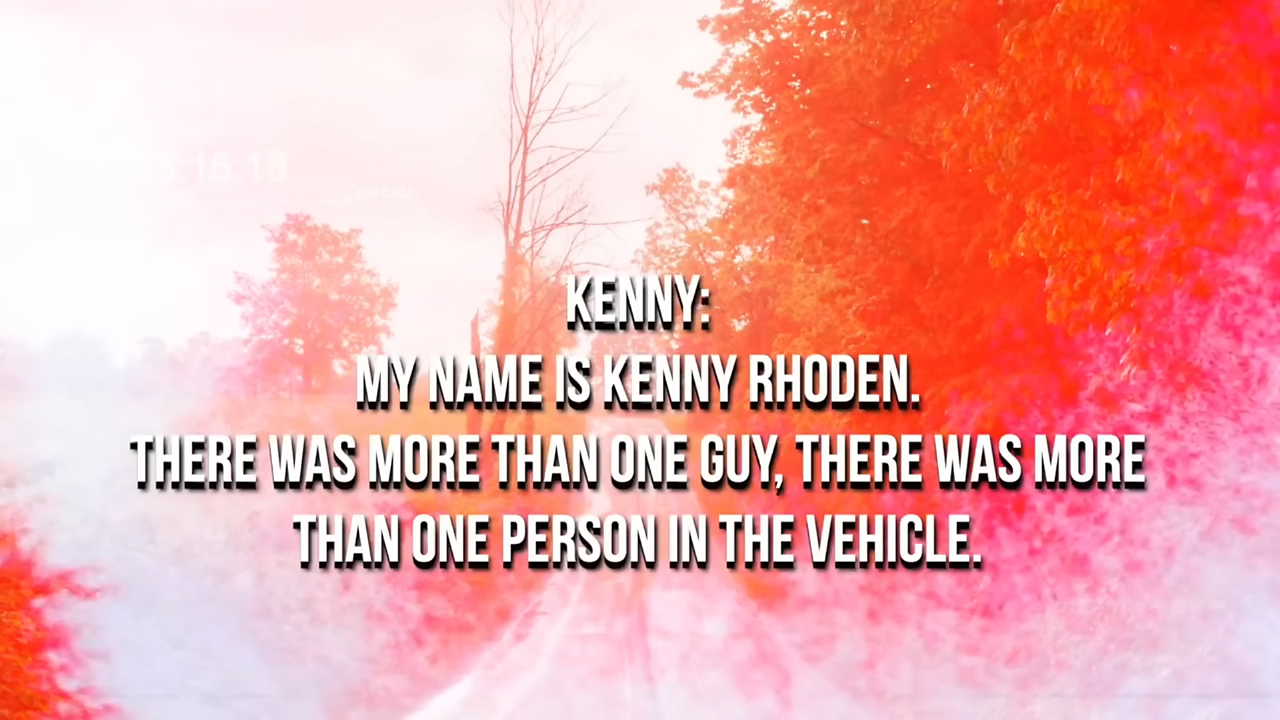 KENNY:
MY NAME IS KENNY RHODEN.
THERE WAS MORE THAN ONE GUY, THERE WAS MORE
THAN ONE PERSON IN THE VEHICLE.